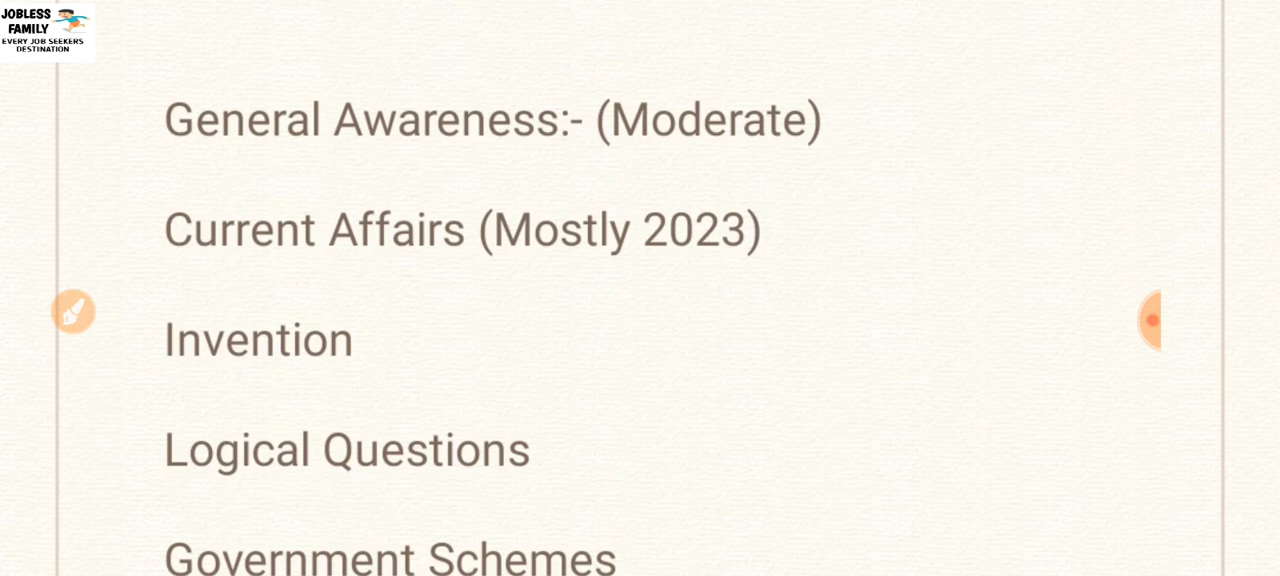 JOBLESS
FAMILY
EVERY JOB SEEKERS
DESTINATION
General Awareness:- (Moderate)
Current Affairs (Mostly 2023)
Invention
Logical Questions
Government Schemes